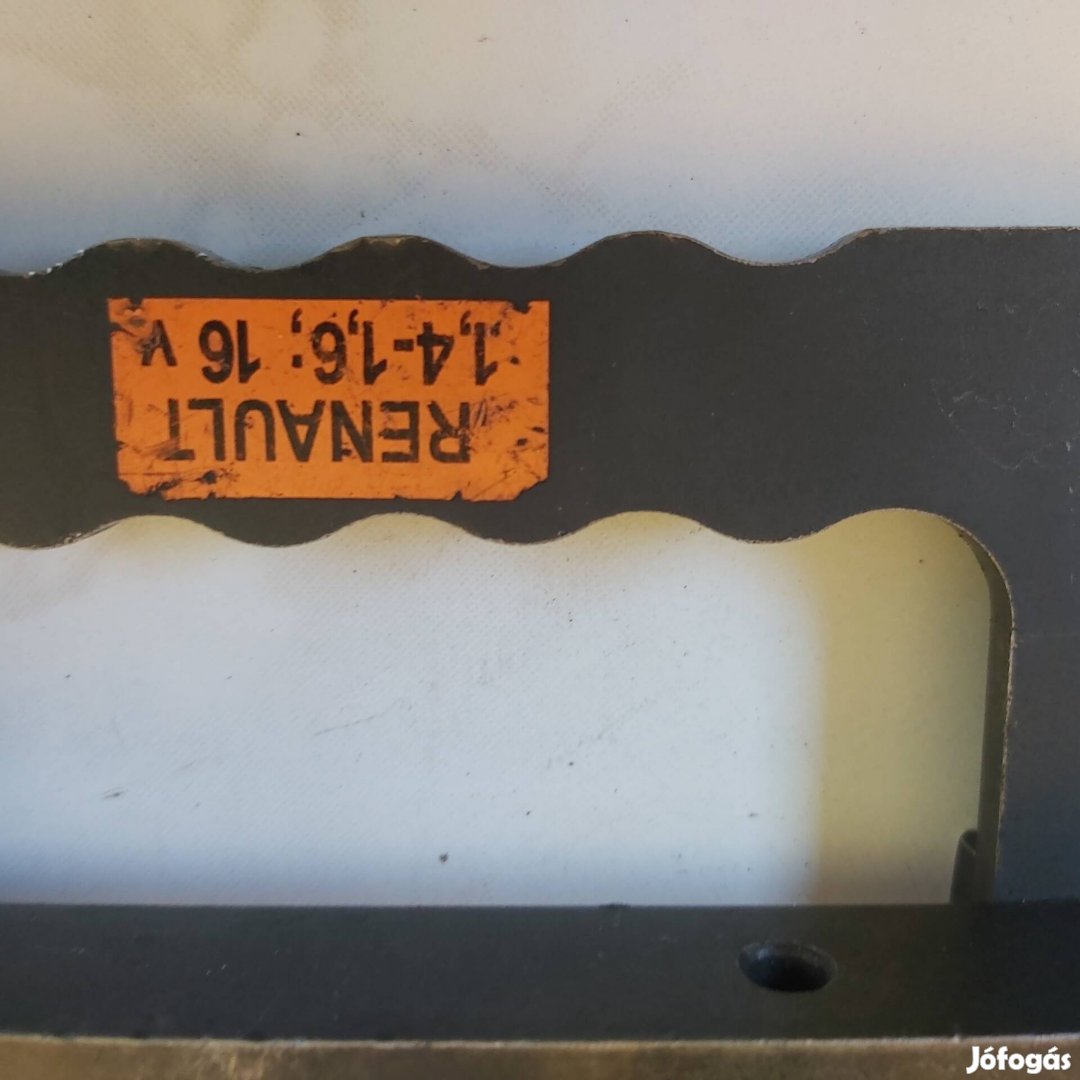 RENAULT
1,4-1,6; 16 v
Jófogás